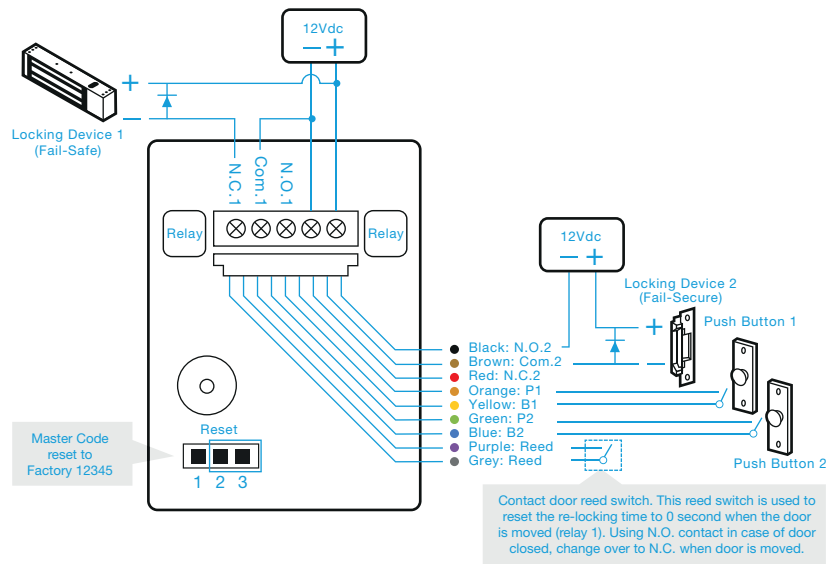 12Vdc
— +
+
—
Locking Device 1
(Fail-Safe)
N.C.1
Com.1
N.O.1
Relay
Relay
12Vdc
— +
Locking Device 2
(Fail-Secure)
+
—
Push Button 1
Black: N.O.2
Brown: Com.2
Red: N.C.2
Orange: P1
Yellow: B1
Green: P2
Blue: B2
Purple: Reed
Grey: Reed
Push Button 2
Reset
1 2 3
Master Code
reset to
Factory 12345
Contact door reed switch. This reed switch is used to
reset the re-locking time to 0 second when the door
is moved (relay 1). Using N.O. contact in case of door
closed, change over to N.C. when door is moved.